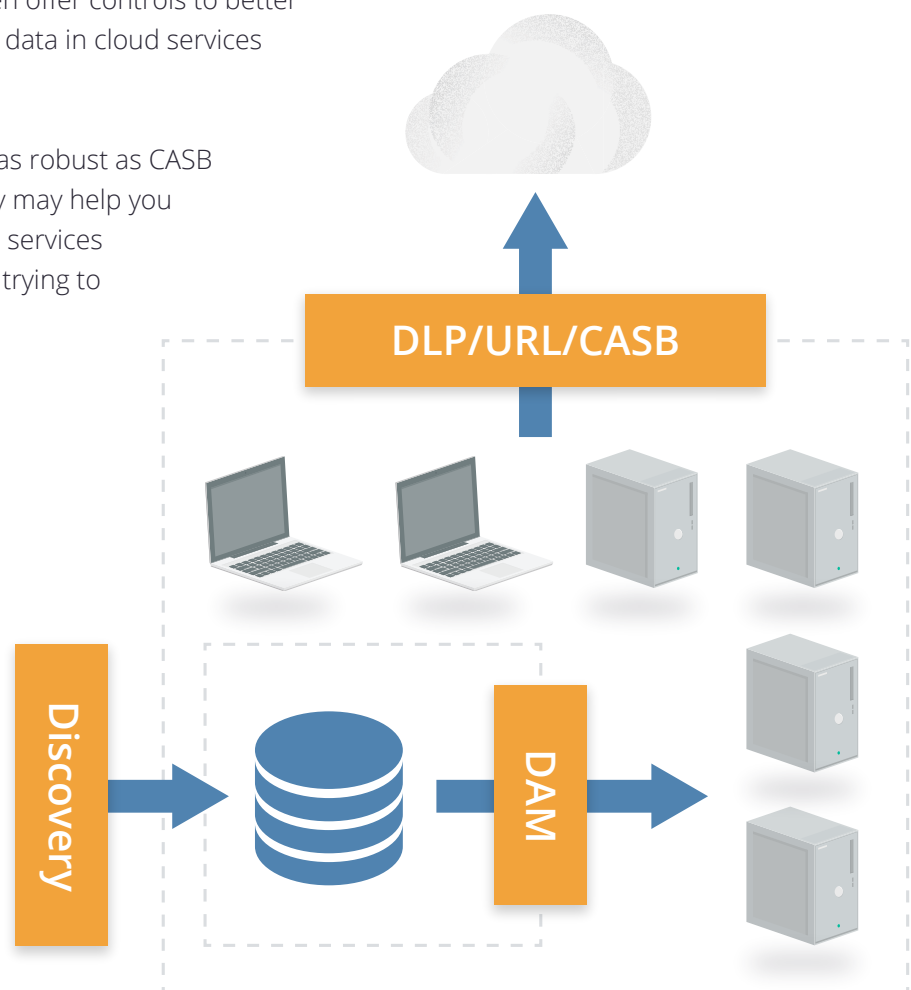 offer controls to better
data in cloud services
as robust as CASB
may help you
services
trying to
DLP/URL/CASB
Discovery
DAM